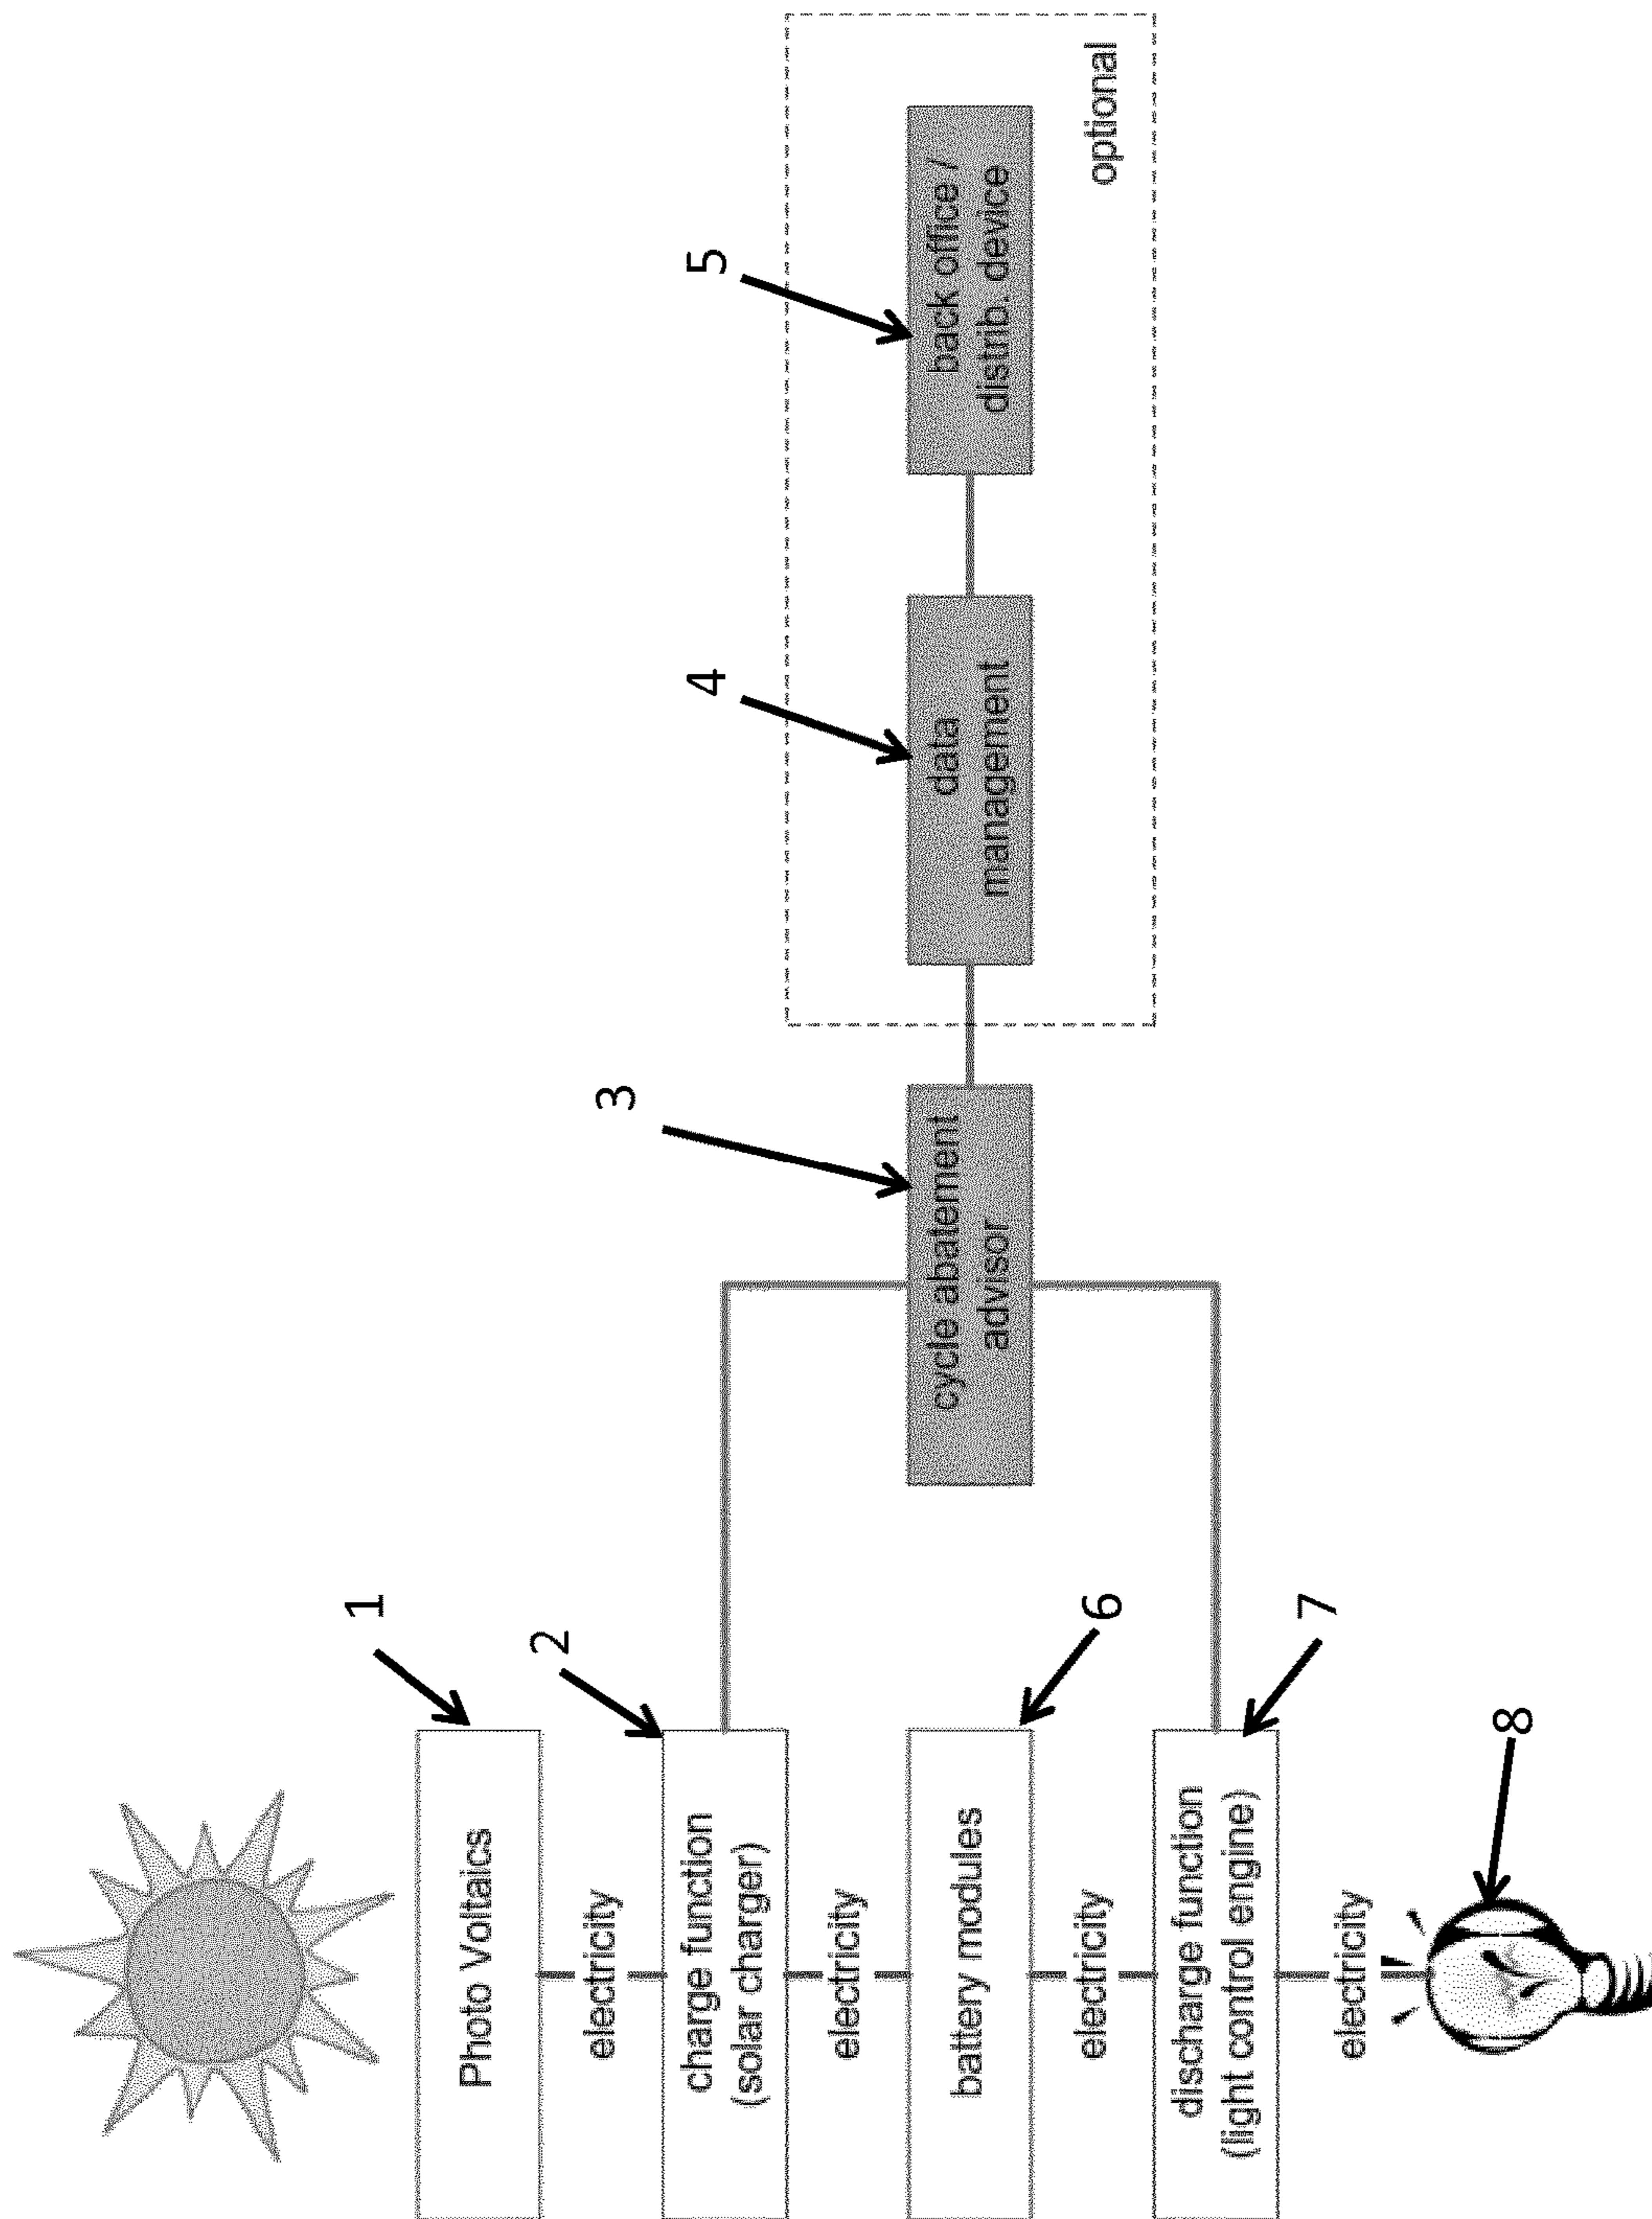 1
Photo Voltaics
electricity
2
charge function
(solar charger)
electricity
6
battery modules
electricity
7
discharge function
(light control engine)
electricity
8
3
cycle abatement
advisor
4
data
management
5
back office /
distrib. device
optional